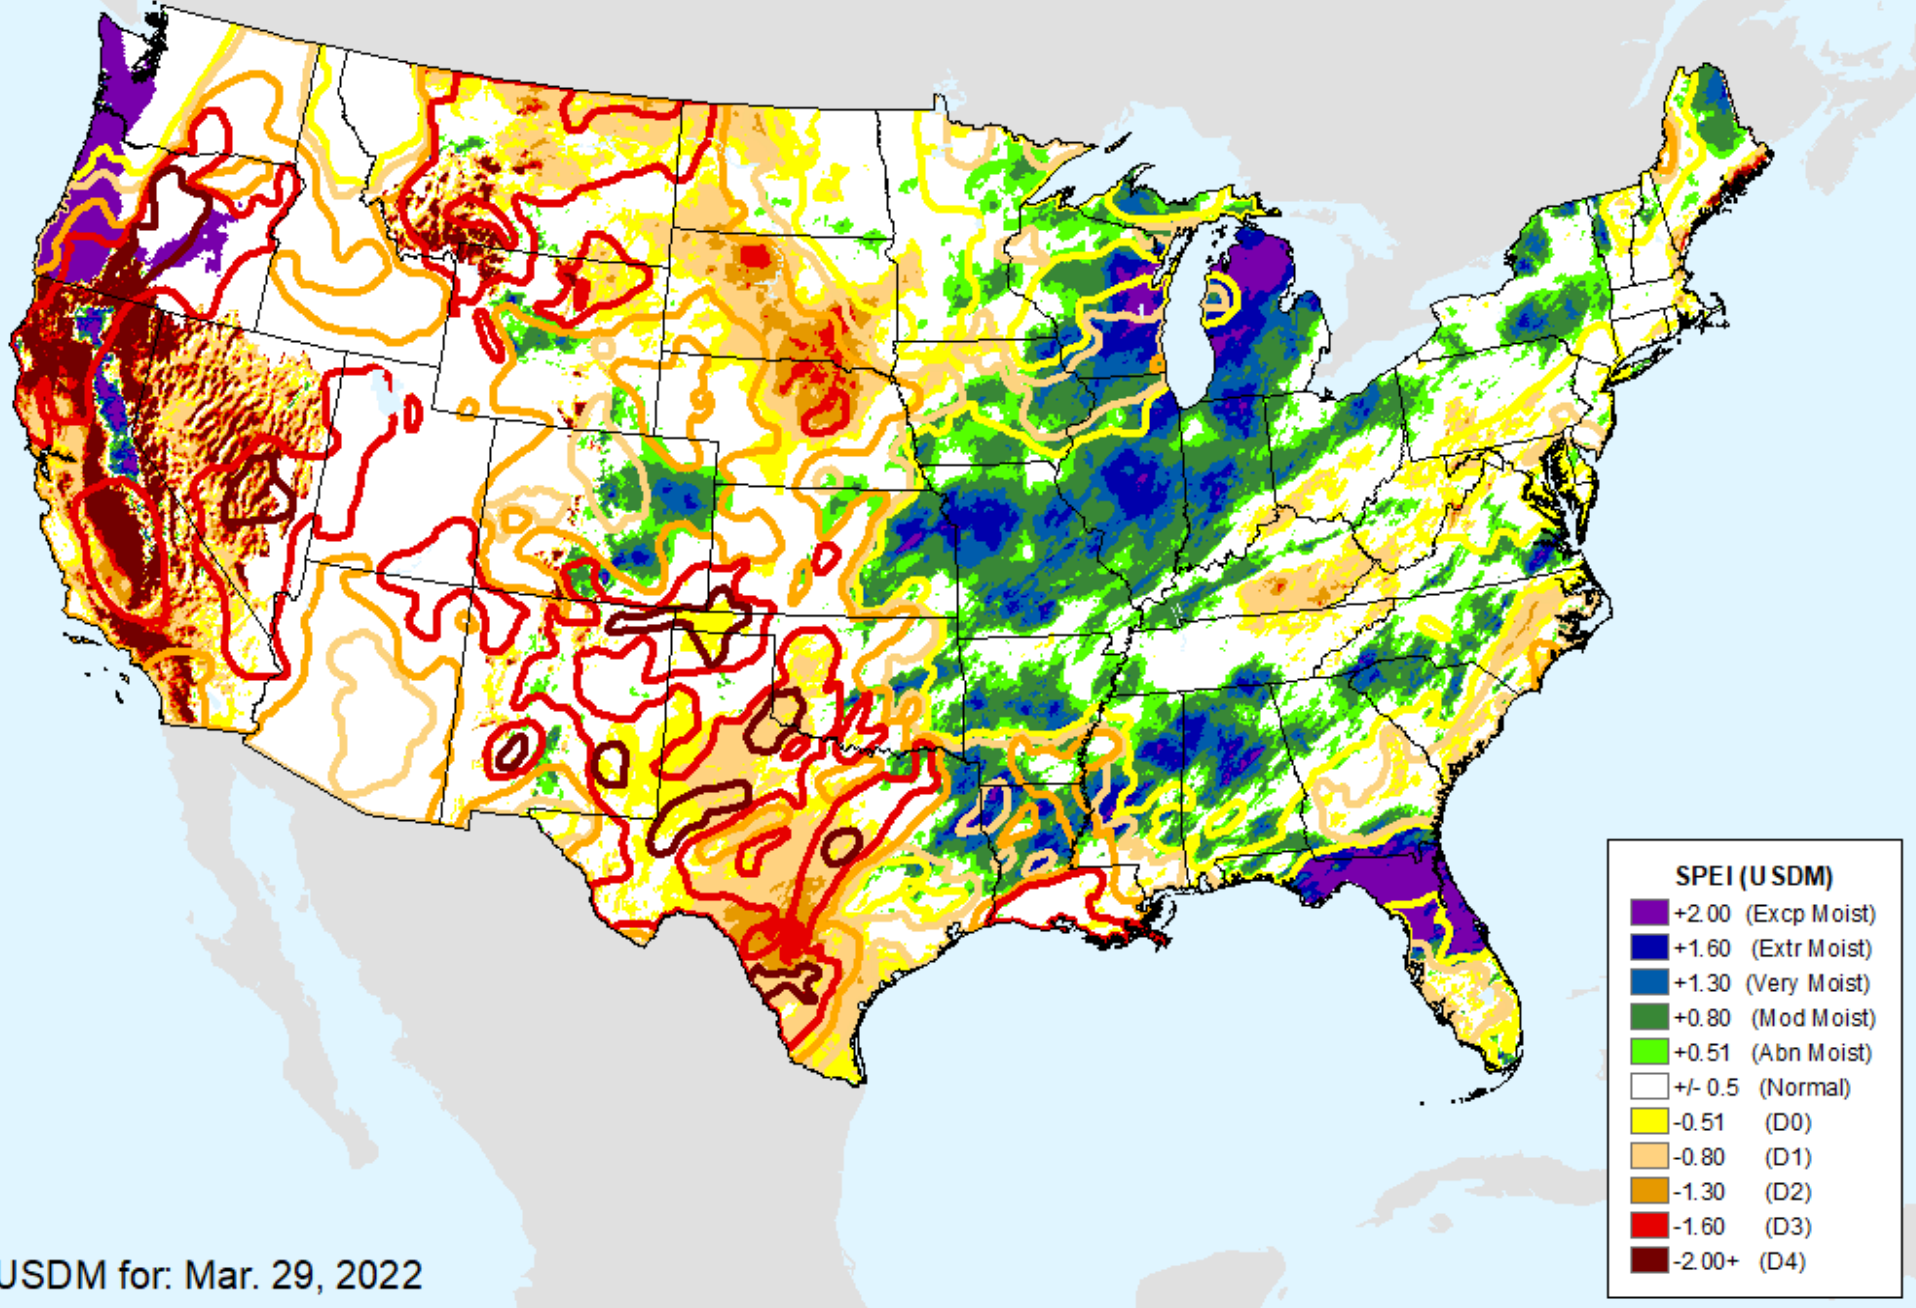 SPEI (USDM)
+2.00 (Excp Moist)
+1.60 (Extr Moist)
+1.30 (Very Moist)
+0.80 (Mod Moist)
+0.51 (Abn Moist)
+/- 0.5 (Normal)
-0.51 (D0)
-0.80 (D1)
-1.30 (D2)
-1.60 (D3)
-2.00+ (D4)
USDM for: Mar. 29, 2022